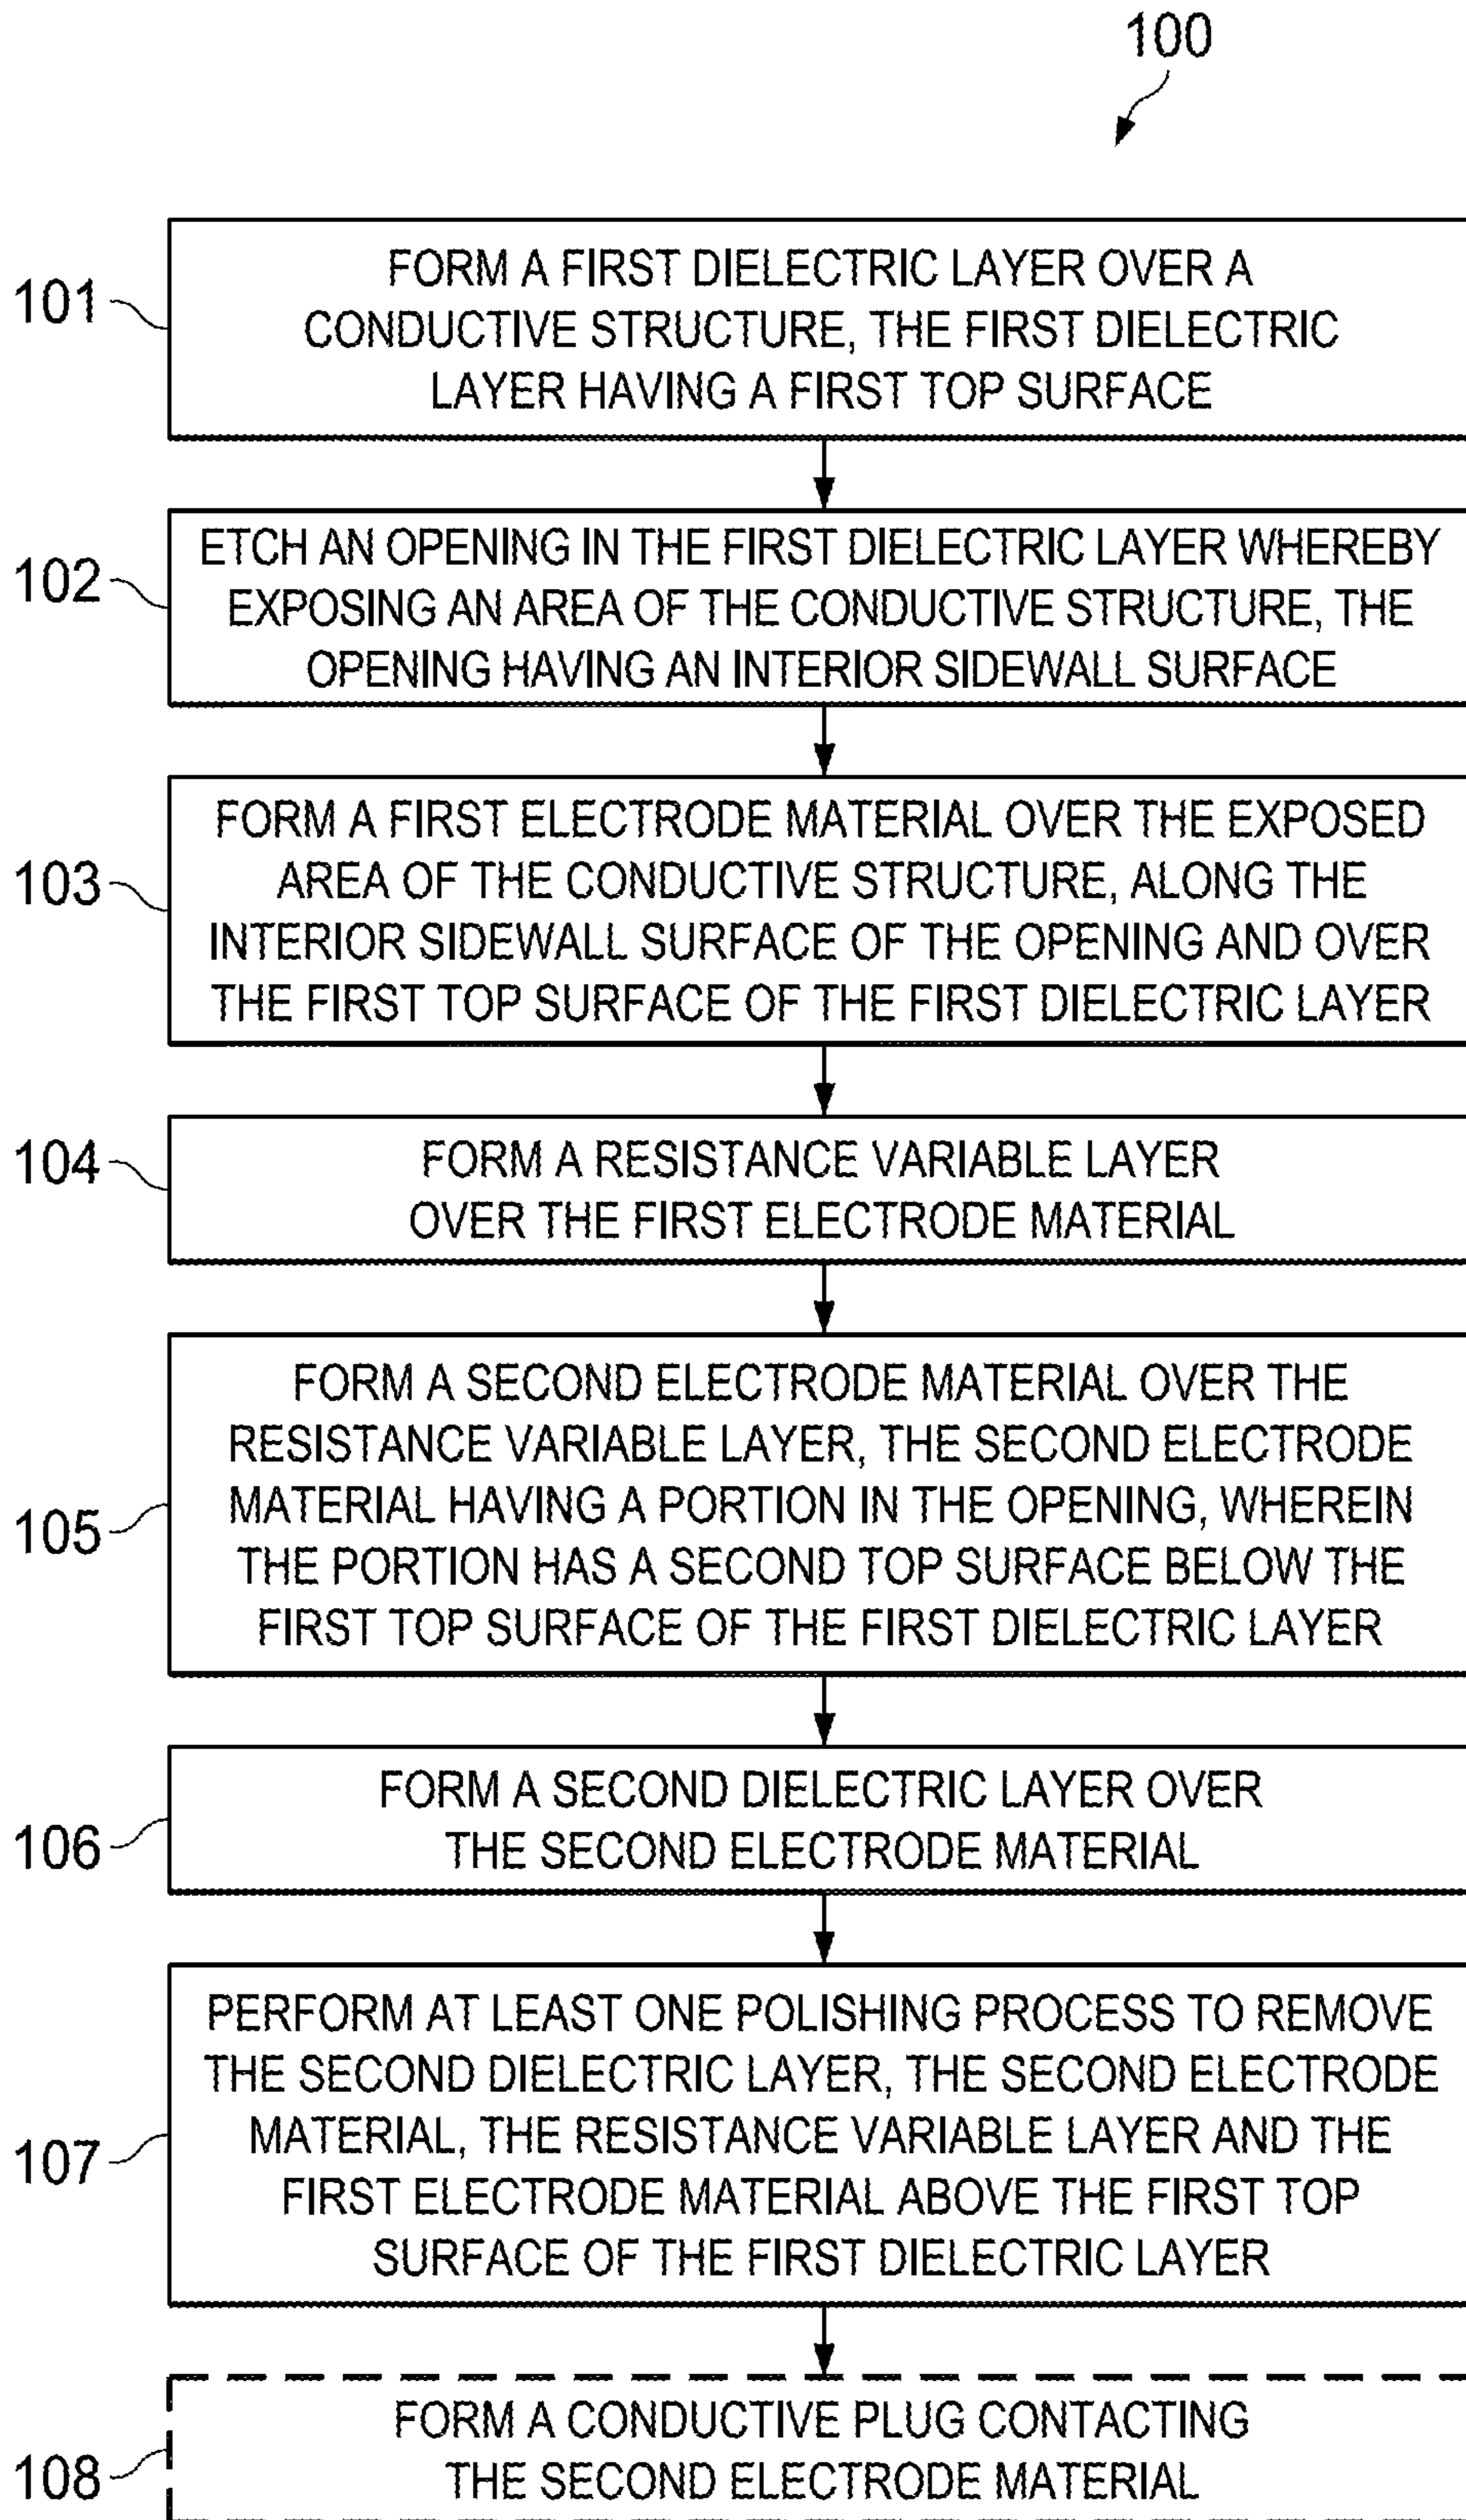 100
101
FORM A FIRST DIELECTRIC LAYER OVER A
CONDUCTIVE STRUCTURE, THE FIRST DIELECTRIC
LAYER HAVING A FIRST TOP SURFACE
102
ETCH AN OPENING IN THE FIRST DIELECTRIC LAYER WHEREBY
EXPOSING AN AREA OF THE CONDUCTIVE STRUCTURE, THE
OPENING HAVING AN INTERIOR SIDEWALL SURFACE
103
FORM A FIRST ELECTRODE MATERIAL OVER THE EXPOSED
AREA OF THE CONDUCTIVE STRUCTURE, ALONG THE
INTERIOR SIDEWALL SURFACE OF THE OPENING AND OVER
THE FIRST TOP SURFACE OF THE FIRST DIELECTRIC LAYER
104
FORM A RESISTANCE VARIABLE LAYER
OVER THE FIRST ELECTRODE MATERIAL
105
FORM A SECOND ELECTRODE MATERIAL OVER THE
RESISTANCE VARIABLE LAYER, THE SECOND ELECTRODE
MATERIAL HAVING A PORTION IN THE OPENING, WHEREIN
THE PORTION HAS A SECOND TOP SURFACE BELOW THE
FIRST TOP SURFACE OF THE FIRST DIELECTRIC LAYER
106
FORM A SECOND DIELECTRIC LAYER OVER
THE SECOND ELECTRODE MATERIAL
107
PERFORM AT LEAST ONE POLISHING PROCESS TO REMOVE
THE SECOND DIELECTRIC LAYER, THE SECOND ELECTRODE
MATERIAL, THE RESISTANCE VARIABLE LAYER AND THE
FIRST ELECTRODE MATERIAL ABOVE THE FIRST TOP
SURFACE OF THE FIRST DIELECTRIC LAYER
108
FORM A CONDUCTIVE PLUG CONTACTING
THE SECOND ELECTRODE MATERIAL